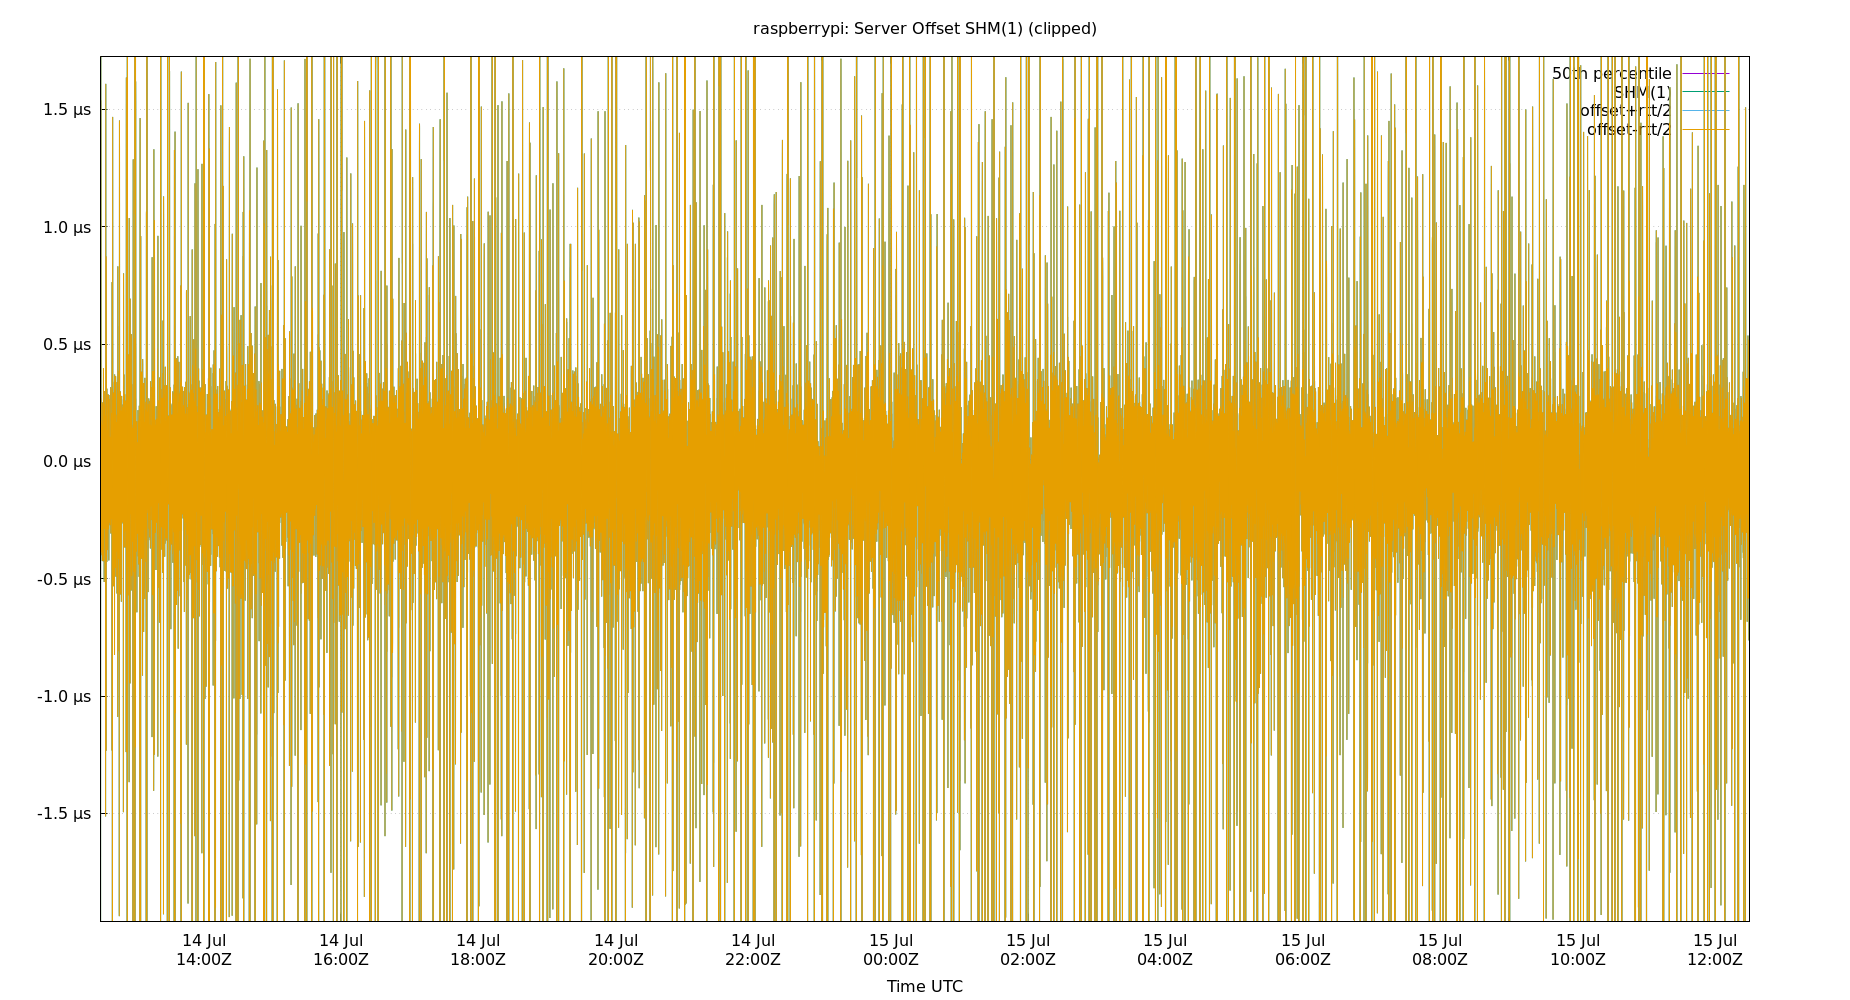 raspberrypi: Server Offset SHM(1) (clipped)
50th percentile
SHM(1)
offset+rtt/2
offset-rtt/2
1.5 µs
1.0 µs
0.5 µs
0.0 µs
-0.5 µs
-1.0 µs
-1.5 µs
14 Jul 14 Jul 14 Jul 14 Jul 14 Jul 15 Jul 15 Jul 15 Jul 15 Jul 15 Jul 15 Jul 15 Jul
14:00Z 16:00Z 18:00Z 20:00Z 22:00Z 00:00Z 02:00Z 04:00Z 06:00Z 08:00Z 10:00Z 12:00Z
Time UTC